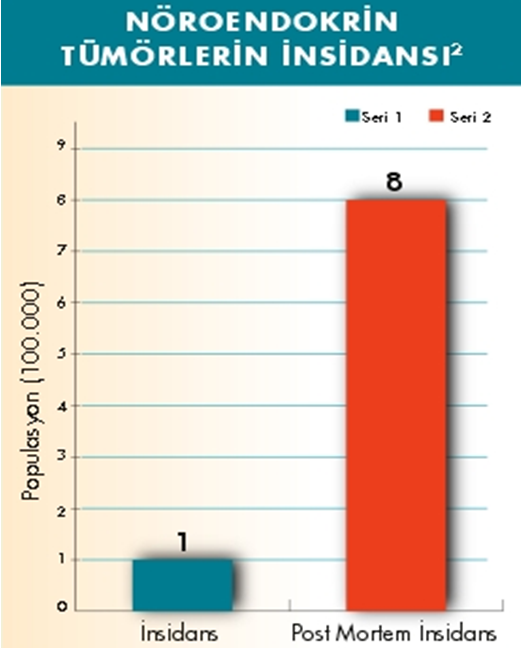 NÖROENDOKRİN
TÜMÖRLERİN İNSİDANSI²
Seri 1 Seri 2
9
8
8
7
6
5
4
3
2
1
1
0
Populasyon (100.000)
İnsidans Post Mortem İnsidans